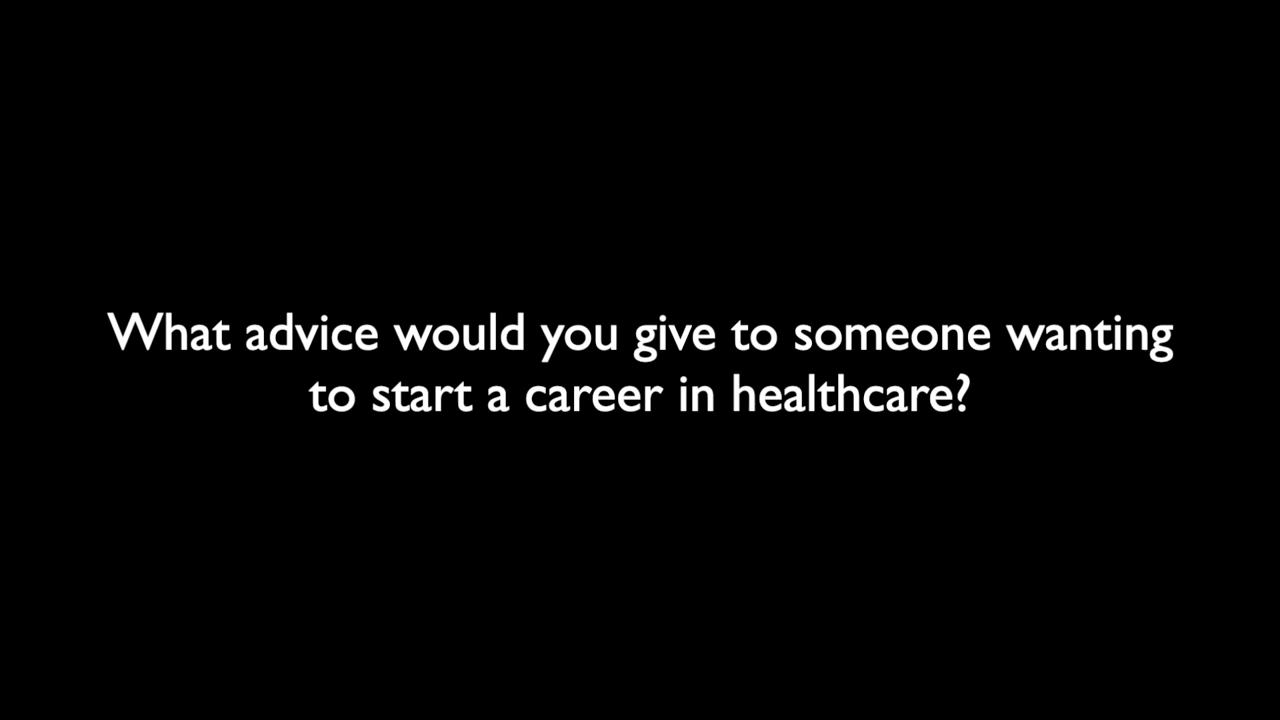 What advice would you give to someone wanting
to start a career in healthcare?